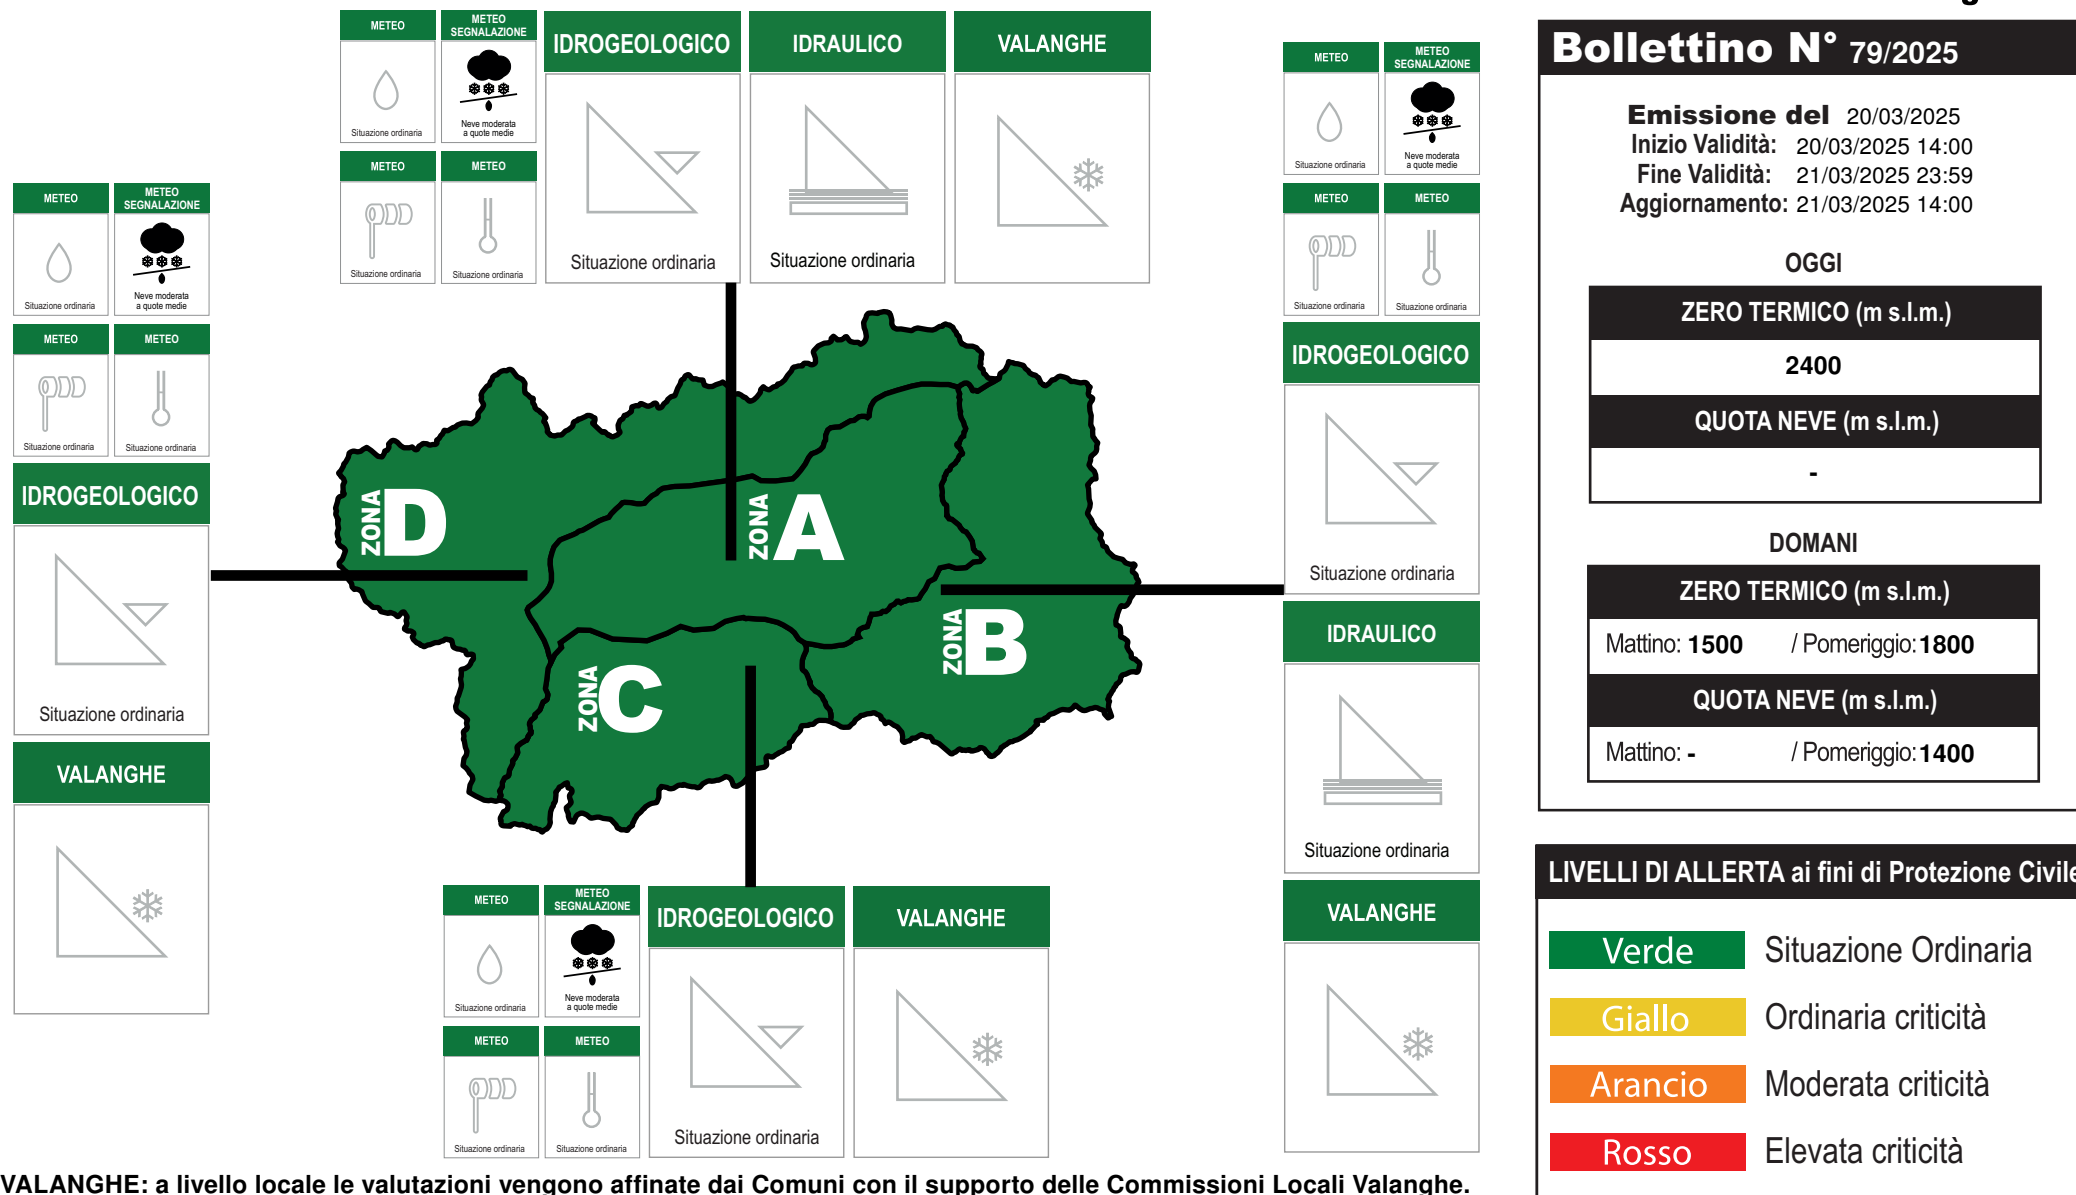 METEO
METEO
SEGNALAZIONE
Situazione ordinaria
Neve moderata
a quote medie
METEO
METEO
Situazione ordinaria
Situazione ordinaria
IDROGEOLOGICO
Situazione ordinaria
IDRAULICO
Situazione ordinaria
VALANGHE
METEO
METEO
SEGNALAZIONE
Situazione ordinaria
Neve moderata
a quote medie
METEO
METEO
Situazione ordinaria
Situazione ordinaria
IDROGEOLOGICO
Situazione ordinaria
VALANGHE
ZONA D
ZONA A
ZONA B
ZONA C
METEO
METEO
SEGNALAZIONE
Situazione ordinaria
Neve moderata
a quote medie
METEO
METEO
Situazione ordinaria
Situazione ordinaria
IDROGEOLOGICO
Situazione ordinaria
IDRAULICO
Situazione ordinaria
VALANGHE
METEO
METEO
SEGNALAZIONE
Situazione ordinaria
Neve moderata
a quote medie
METEO
METEO
Situazione ordinaria
Situazione ordinaria
IDROGEOLOGICO
Situazione ordinaria
VALANGHE
Bollettino N° 79/2025
Emissione del 20/03/2025
Inizio Validità: 20/03/2025 14:00
Fine Validità: 21/03/2025 23:59
Aggiornamento: 21/03/2025 14:00
OGGI
ZERO TERMICO (m s.l.m.)
2400
QUOTA NEVE (m s.l.m.)
-
DOMANI
ZERO TERMICO (m s.l.m.)
Mattino: 1500 / Pomeriggio: 1800
QUOTA NEVE (m s.l.m.)
Mattino: - / Pomeriggio: 1400
LIVELLI DI ALLERTA ai fini di Protezione Civile
Verde Situazione Ordinaria
Giallo Ordinaria criticità
Arancio Moderata criticità
Rosso Elevata criticità
VALANGHE: a livello locale le valutazioni vengono affinate dai Comuni con il supporto delle Commissioni Locali Valanghe.